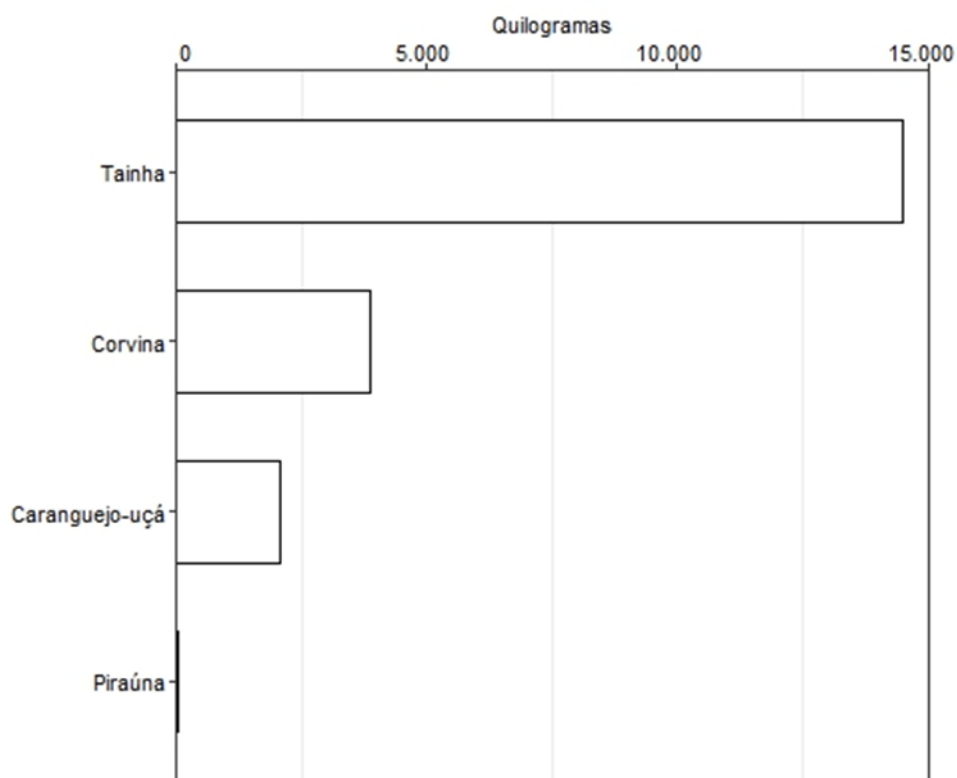 Quilogramas
0 5.000 10.000 15.000
Tainha
Corvina
Caranguejo-uçá
Piraúna